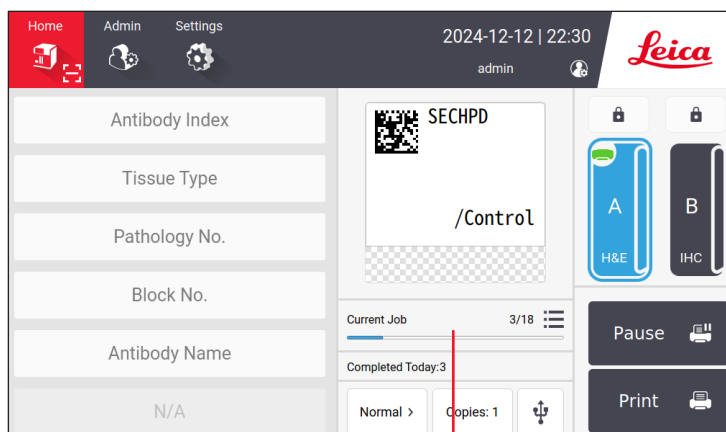 Home
Admin
Settings
2024-12-12 | 22:30
admin
Leica
Antibody Index
Tissue Type
Pathology No.
Block No.
Antibody Name
N/A
SECHPD
/Control
Current Job
3/18
Completed Today:3
Normal >
Copies: 1
A
H&E
B
IHC
Pause
Print